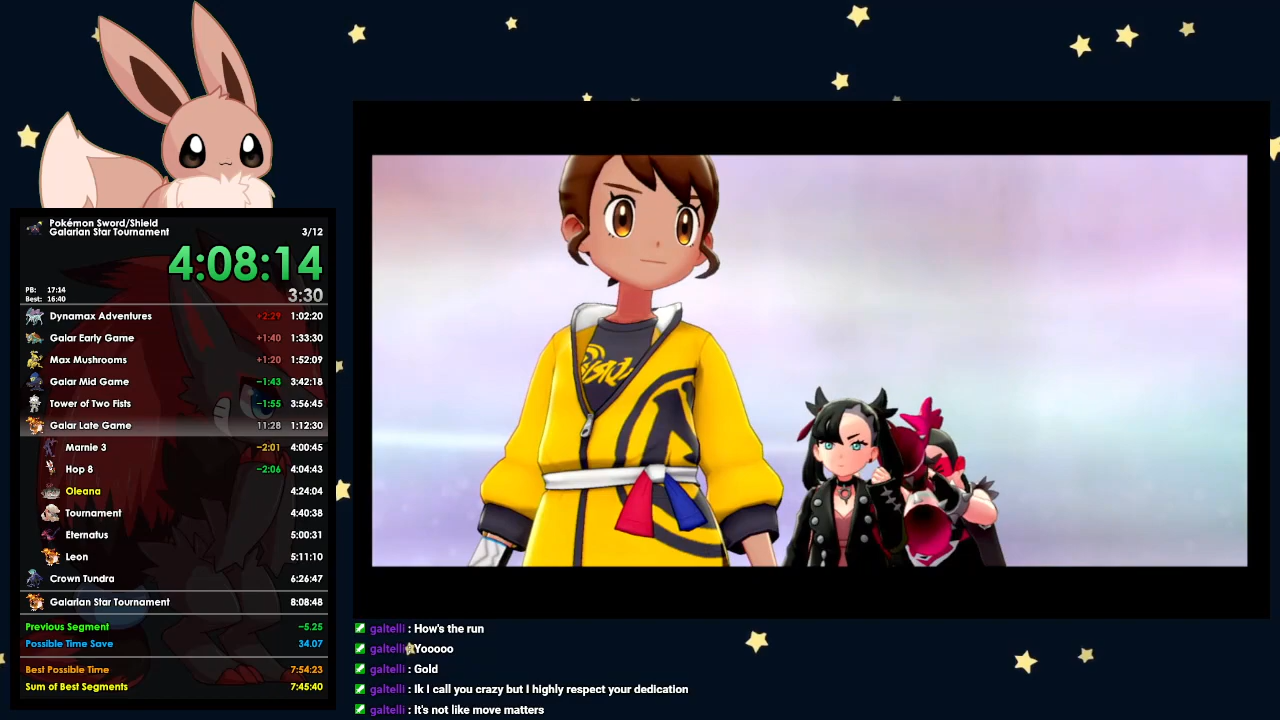 Pokémon Sword/Shield
Galarian Star Tournament 3/12
4:08:14
PB: 17:14
Best: 16:40
3:30
Dynamax Adventures +2:29 1:02:20
Galar Early Game +1:40 1:33:30
Max Mushrooms +1:20 1:52:09
Galar Mid Game −1:43 3:42:18
Tower of Two Fists −1:55 3:56:45
Galar Late Game 11:28 1:12:30
Marnie 3 −2:01 4:00:45
Hop 8 −2:06 4:04:43
Oleana 4:24:04
Tournament 4:40:38
Eternatus 5:00:31
Leon 5:11:10
Crown Tundra 6:26:47
Galarian Star Tournament 8:08:48
Previous Segment −5.25
Possible Time Save 34.07
Best Possible Time 7:54:23
Sum of Best Segments 7:45:40
galtelli : How's the run
galtelli : Yooooo
galtelli : Gold
galtelli : Ik I call you crazy but I highly respect your dedication
galtelli : It's not like move matters